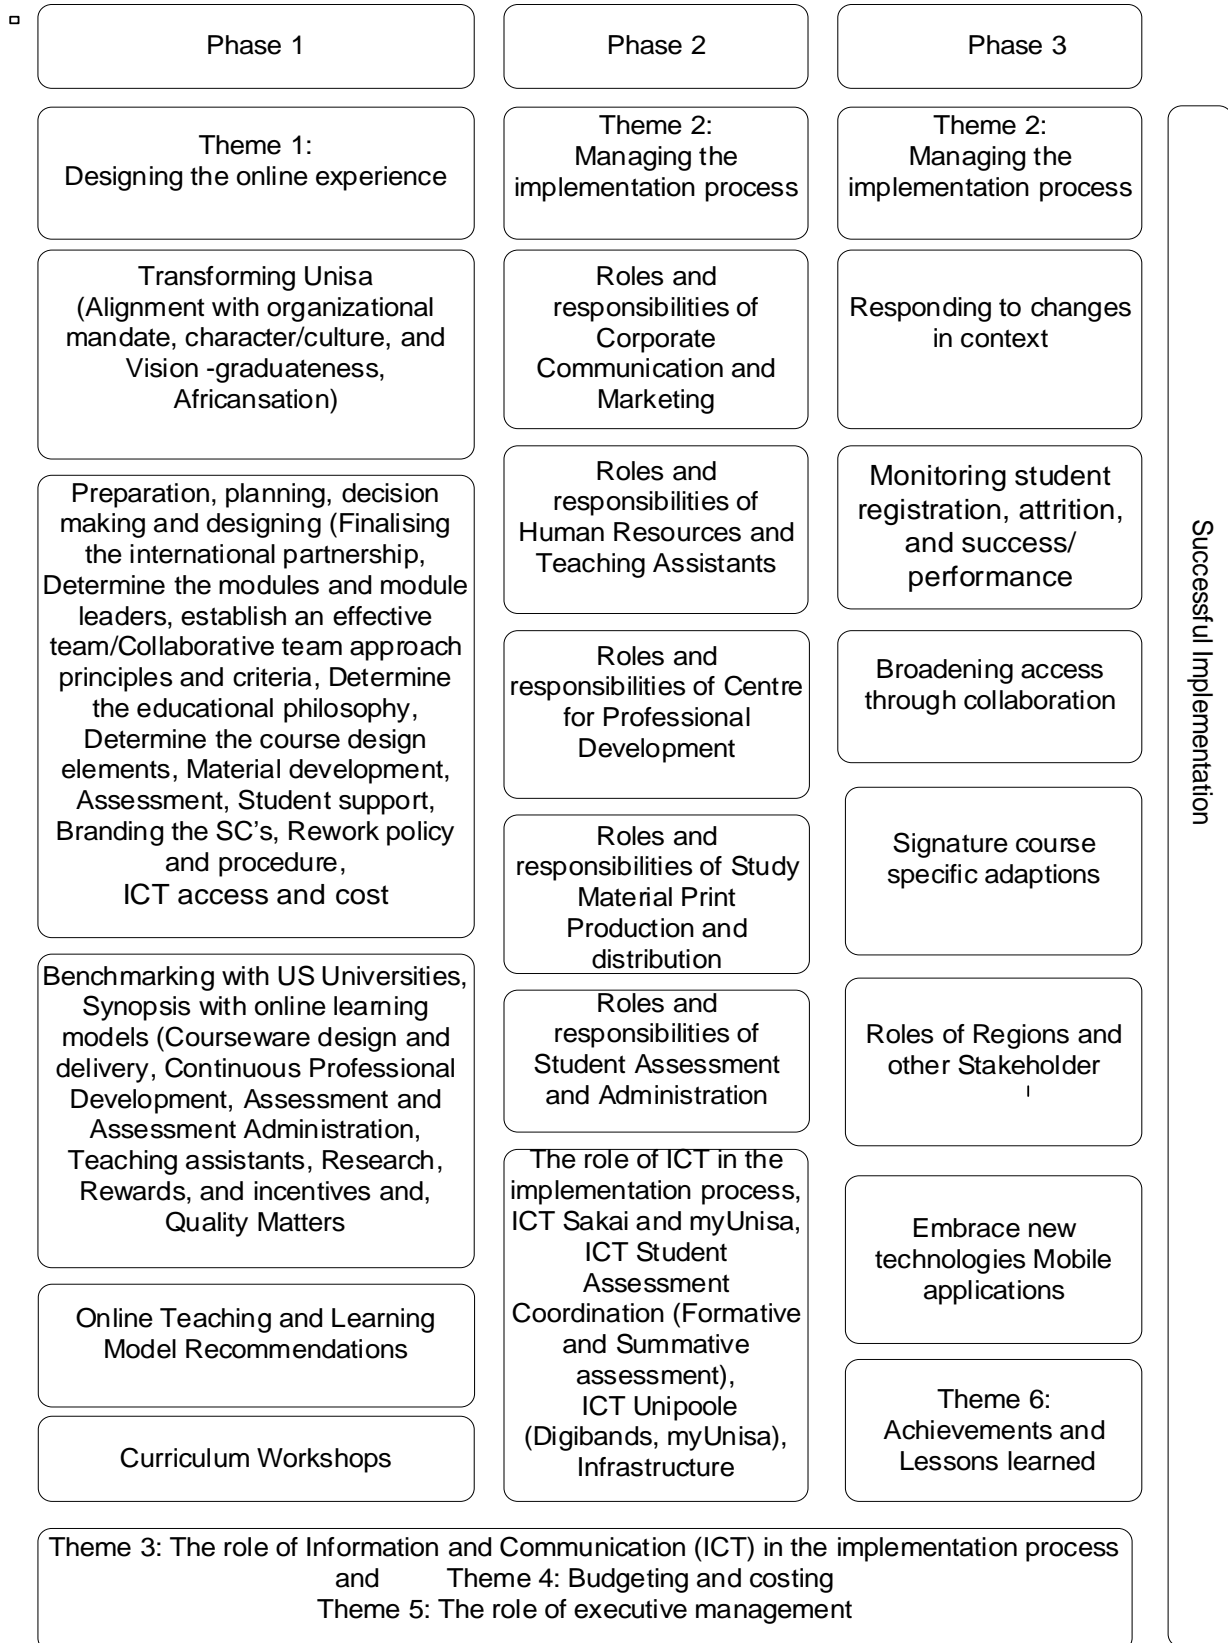 Phase 1
Phase 2
Phase 3
Theme 1:
Designing the online experience
Transforming Unisa
(Alignment with organizational
mandate, character/culture, and
Vision -graduateness,
Africansation)
Preparation, planning, decision
making and designing (Finalising
the international partnership,
Determine the modules and module
leaders, establish an effective
team/Collaborative team approach
principles and criteria, Determine
the educational philosophy,
Determine the course design
elements, Material development,
Assessment, Student support,
Branding the SC's, Rework policy
and procedure,
ICT access and cost
Benchmarking with US Universities,
Synopsis with online learning
models (Courseware design and
delivery, Continuous Professional
Development, Assessment and
Assessment Administration,
Teaching assistants, Research,
Rewards, and incentives and,
Quality Matters
Online Teaching and Learning
Model Recommendations
Curriculum Workshops
Theme 2:
Managing the
implementation process
Roles and
responsibilities of
Corporate
Communication and
Marketing
Roles and
responsibilities of
Human Resources and
Teaching Assistants
Roles and
responsibilities of Centre
for Professional
Development
Roles and
responsibilities of Study
Material Print
Production and
distribution
Roles and
responsibilities of
Student Assessment
and Administration
The role of ICT in the
implementation process,
ICT Sakai and myUnisa,
ICT Student
Assessment
Coordination (Formative
and Summative
assessment),
ICT Unipoole
(Digibands, myUnisa),
Infrastructure
Theme 2:
Managing the
implementation process
Responding to changes
in context
Monitoring student
registration, attrition,
and success/
performance
Broadening access
through collaboration
Signature course
specific adaptions
Roles of Regions and
other Stakeholder
Embrace new
technologies Mobile
applications
Theme 6:
Achievements and
Lessons learned
Successful Implementation
Theme 3: The role of Information and Communication (ICT) in the implementation process
and Theme 4: Budgeting and costing
Theme 5: The role of executive management